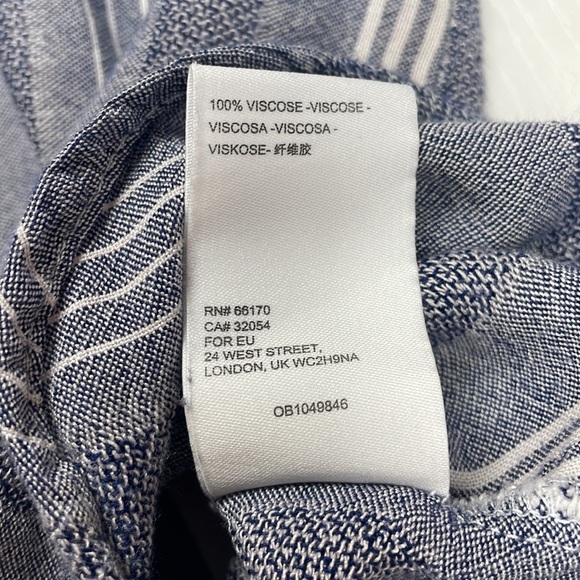 100% VISCOSE -VISCOSE -
VISCOSA -VISCOSA -
VISKOSE- 纤维胶
RN# 66170
CA# 32054
FOR EU
24 WEST STREET,
LONDON, UK WC2H9NA
OB1049846